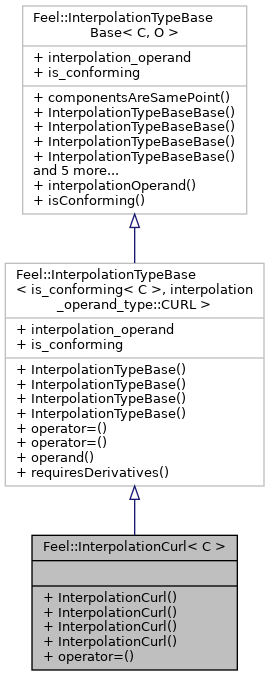 Feel::InterpolationTypeBase
Base< C, O >
+ interpolation_operand
+ is_conforming
+ componentsAreSamePoint()
+ InterpolationTypeBaseBase()
+ InterpolationTypeBaseBase()
+ InterpolationTypeBaseBase()
+ InterpolationTypeBaseBase()
and 5 more...
+ interpolationOperand()
+ isConforming()
Feel::InterpolationTypeBase
< is_conforming< C >, interpolation
_operand_type::CURL >
+ interpolation_operand
+ is_conforming
+ InterpolationTypeBase()
+ InterpolationTypeBase()
+ InterpolationTypeBase()
+ InterpolationTypeBase()
+ operator=()
+ operator=()
+ operand()
+ requiresDerivatives()
Feel::InterpolationCurl< C >
+ InterpolationCurl()
+ InterpolationCurl()
+ InterpolationCurl()
+ InterpolationCurl()
+ operator=()